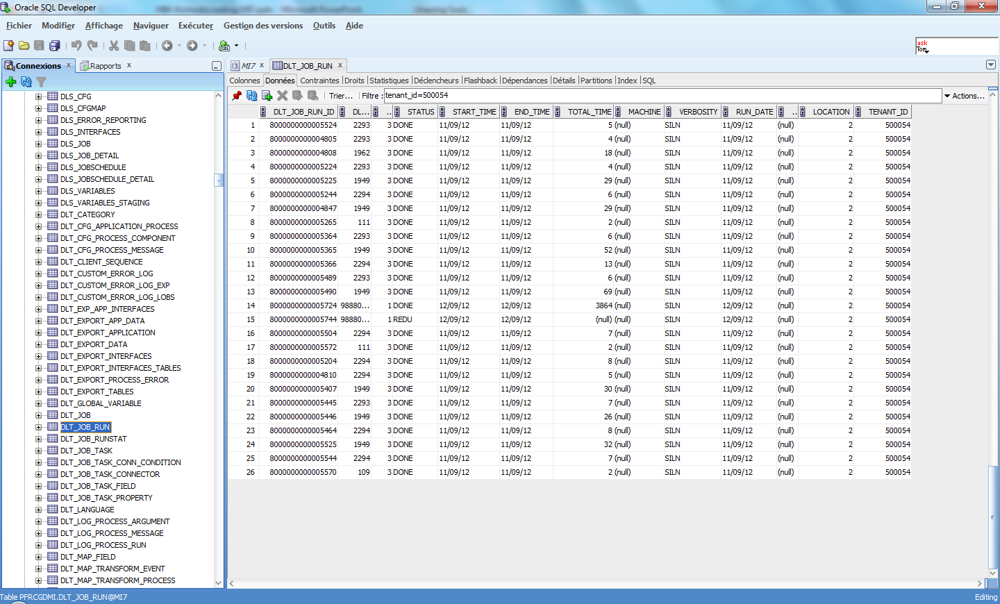 Oracle SQL Developer
Fichier Modifier Affichage Naviguer Exécuter Gestion des versions Outils Aide
ask
Tom
Connexions x Rapports x
DLS_CFG
DLS_CFGMAP
DLS_ERROR_REPORTING
DLS_INTERFACES
DLS_JOB
DLS_JOB_DETAIL
DLS_JOBSCHEDULE
DLS_JOBSCHEDULE_DETAIL
DLS_VARIABLES
DLS_VARIABLES_STAGING
DLT_CATEGORY
DLT_CFG_APPLICATION_PROCESS
DLT_CFG_PROCESS_COMPONENT
DLT_CFG_PROCESS_MESSAGE
DLT_CLIENT_SEQUENCE
DLT_CUSTOM_ERROR_LOG
DLT_CUSTOM_ERROR_LOG_EXP
DLT_CUSTOM_ERROR_LOG_LOBS
DLT_EXP_APP_INTERFACES
DLT_EXPORT_APP_DATA
DLT_EXPORT_APPLICATION
DLT_EXPORT_DATA
DLT_EXPORT_INTERFACES
DLT_EXPORT_INTERFACES_TABLES
DLT_EXPORT_PROCESS_ERROR
DLT_EXPORT_TABLES
DLT_GLOBAL_VARIABLE
DLT_JOB
DLT_JOB_RUN
DLT_JOB_RUNSTAT
DLT_JOB_TASK
DLT_JOB_TASK_CONN_CONDITION
DLT_JOB_TASK_CONNECTOR
DLT_JOB_TASK_FIELD
DLT_JOB_TASK_PROPERTY
DLT_LANGUAGE
DLT_LOG_PROCESS_ARGUMENT
DLT_LOG_PROCESS_MESSAGE
DLT_LOG_PROCESS_RUN
DLT_MAP_FIELD
DLT_MAP_TRANSFORM_EVENT
DLT_MAP_TRANSFORM_PROCESS
MI7 x DLT_JOB_RUN x
Colonnes Données Contraintes Droits Statistiques Déclencheurs Flashback Dépendances Détails Partitions Index SQL
Trier... Filtre : tenant_id=500054 Actions...
DLT_JOB_RUN_ID DL... .. STATUS START_TIME END_TIME TOTAL_TIME MACHINE VERBOSITY RUN_DATE .. LOCATION TENANT_ID
1 8000000000005524 2293 3 DONE 11/09/12 11/09/12 5 (null) SILN 11/09/12 (null) 2 500054
2 8000000000004805 2293 3 DONE 11/09/12 11/09/12 4 (null) SILN 11/09/12 (null) 2 500054
3 8000000000004808 1962 3 DONE 11/09/12 11/09/12 18 (null) SILN 11/09/12 (null) 2 500054
4 8000000000005224 2293 3 DONE 11/09/12 11/09/12 4 (null) SILN 11/09/12 (null) 2 500054
5 8000000000005225 1949 3 DONE 11/09/12 11/09/12 29 (null) SILN 11/09/12 (null) 2 500054
6 8000000000005244 2294 3 DONE 11/09/12 11/09/12 6 (null) SILN 11/09/12 (null) 2 500054
7 8000000000004847 1949 3 DONE 11/09/12 11/09/12 29 (null) SILN 11/09/12 (null) 2 500054
8 8000000000005265 111 3 DONE 11/09/12 11/09/12 2 (null) SILN 11/09/12 (null) 2 500054
9 8000000000005364 2293 3 DONE 11/09/12 11/09/12 6 (null) SILN 11/09/12 (null) 2 500054
10 8000000000005365 1949 3 DONE 11/09/12 11/09/12 52 (null) SILN 11/09/12 (null) 2 500054
11 8000000000005366 2294 3 DONE 11/09/12 11/09/12 13 (null) SILN 11/09/12 (null) 2 500054
12 8000000000005489 2293 3 DONE 11/09/12 11/09/12 6 (null) SILN 11/09/12 (null) 2 500054
13 8000000000005490 1949 3 DONE 11/09/12 11/09/12 69 (null) SILN 11/09/12 (null) 2 500054
14 8000000000005724 98880... 1 DONE 12/09/12 12/09/12 3864 (null) SILN 12/09/12 (null) 2 500054
15 8000000000005744 98880... 1 REDU 12/09/12 12/09/12 (null) (null) SILN 12/09/12 (null) 2 500054
16 8000000000005504 2294 3 DONE 11/09/12 11/09/12 7 (null) SILN 11/09/12 (null) 2 500054
17 8000000000005572 111 3 DONE 11/09/12 11/09/12 2 (null) SILN 11/09/12 (null) 2 500054
18 8000000000005204 2294 3 DONE 11/09/12 11/09/12 8 (null) SILN 11/09/12 (null) 2 500054
19 8000000000004810 2294 3 DONE 11/09/12 11/09/12 5 (null) SILN 11/09/12 (null) 2 500054
20 8000000000005407 1949 3 DONE 11/09/12 11/09/12 30 (null) SILN 11/09/12 (null) 2 500054
21 8000000000005445 2293 3 DONE 11/09/12 11/09/12 7 (null) SILN 11/09/12 (null) 2 500054
22 8000000000005446 1949 3 DONE 11/09/12 11/09/12 26 (null) SILN 11/09/12 (null) 2 500054
23 8000000000005464 2294 3 DONE 11/09/12 11/09/12 8 (null) SILN 11/09/12 (null) 2 500054
24 8000000000005525 1949 3 DONE 11/09/12 11/09/12 32 (null) SILN 11/09/12 (null) 2 500054
25 8000000000005544 2294 3 DONE 11/09/12 11/09/12 7 (null) SILN 11/09/12 (null) 2 500054
26 8000000000005570 109 3 DONE 11/09/12 11/09/12 2 (null) SILN 11/09/12 (null) 2 500054
Table PFRCGDMI.DLT_JOB_RUN@MI7 Editing